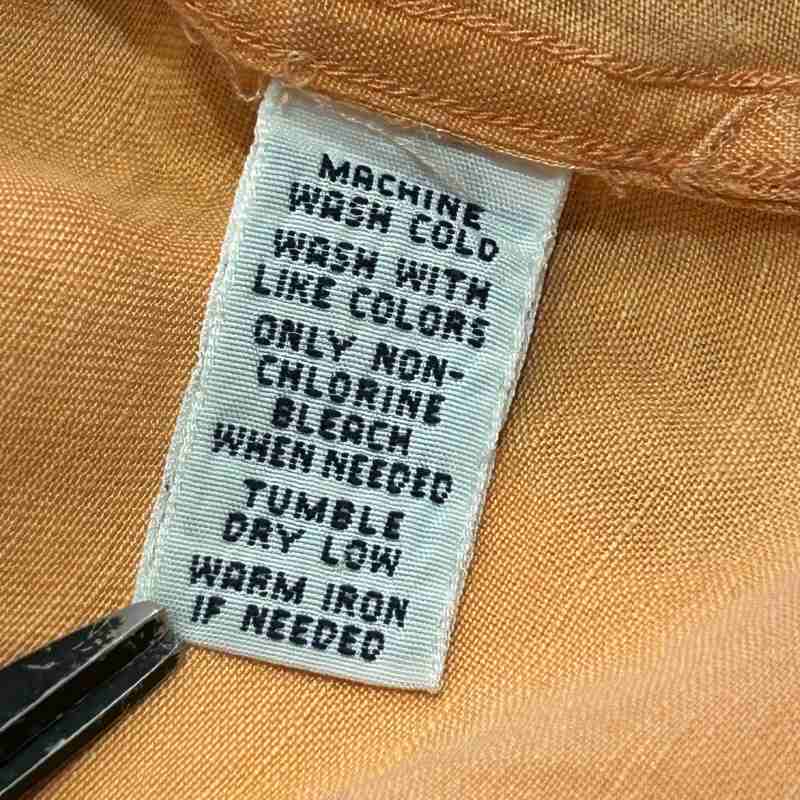 MACHINE
WASH COLD
WASH WITH
LIKE COLORS
ONLY NON-
CHLORINE
BLEACH
WHEN NEEDED
TUMBLE
DRY LOW
WARM IRON
IF NEEDED